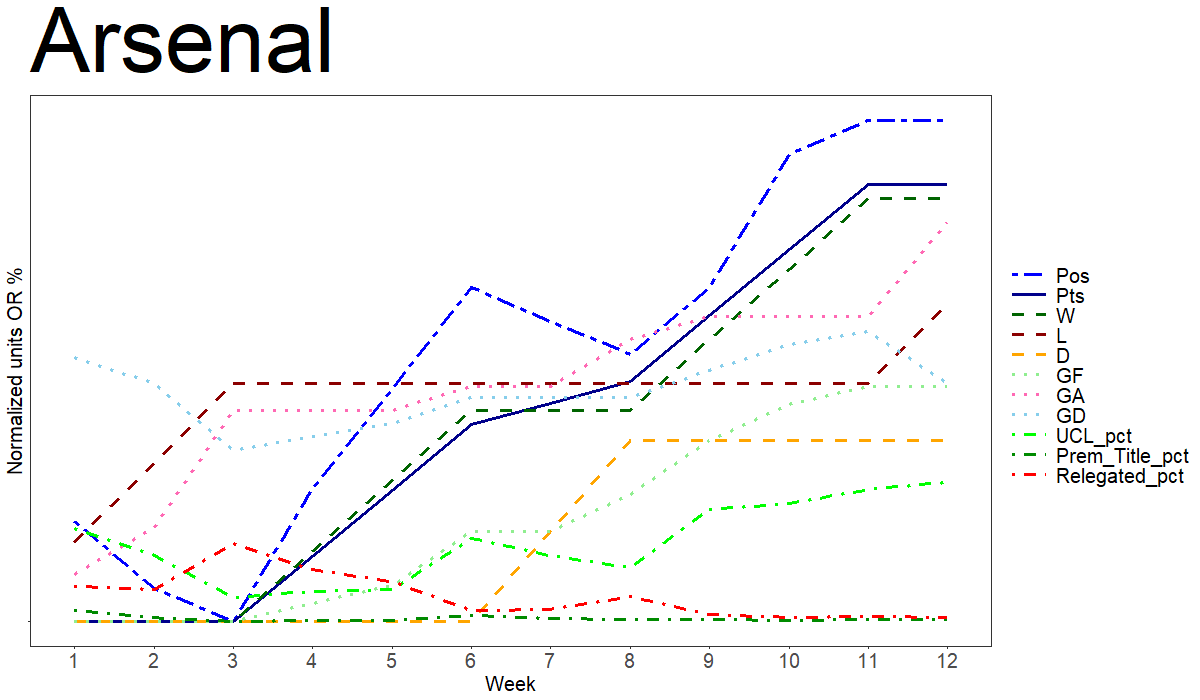 Arsenal
Normalized units OR %
Pos
Pts
W
L
D
GF
GA
GD
UCL_pct
Prem_Title_pct
Relegated_pct
1 2 3 4 5 6 7 8 9 10 11 12
Week